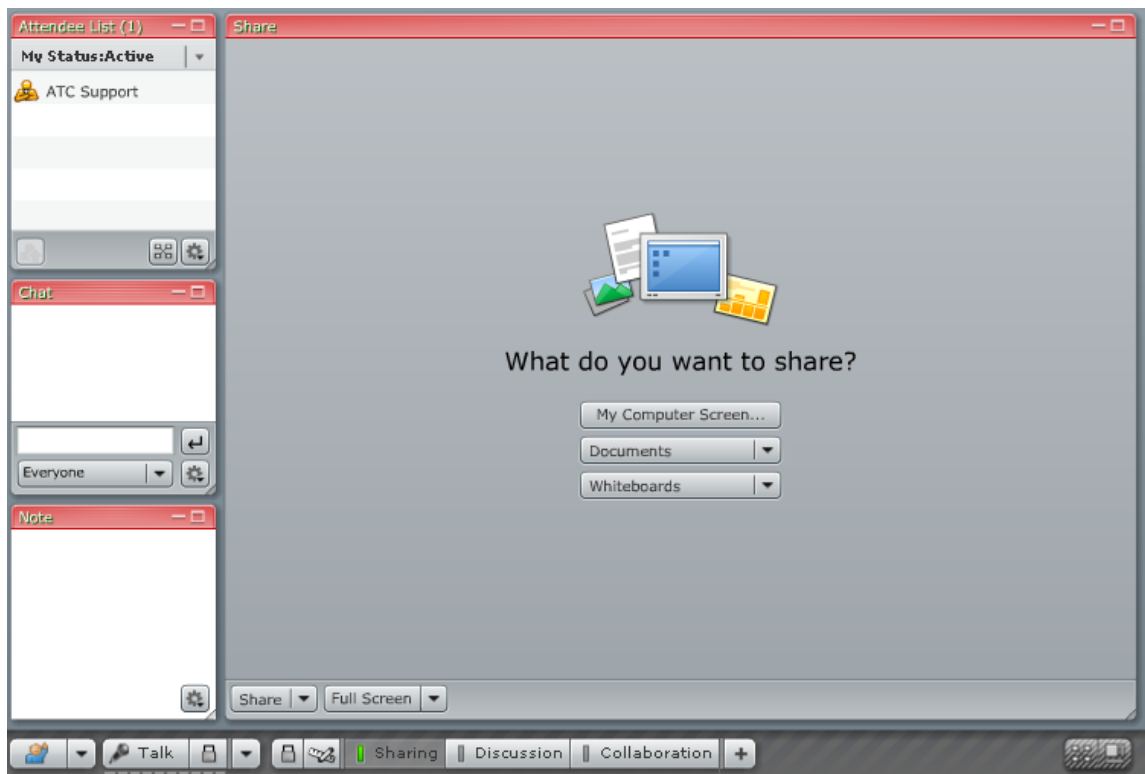 Attendee List (1)
My Status:Active
ATC Support
Chat
Everyone
Note
Share
What do you want to share?
My Computer Screen...
Documents
Whiteboards
Share
Full Screen
Talk
Sharing
Discussion
Collaboration
+